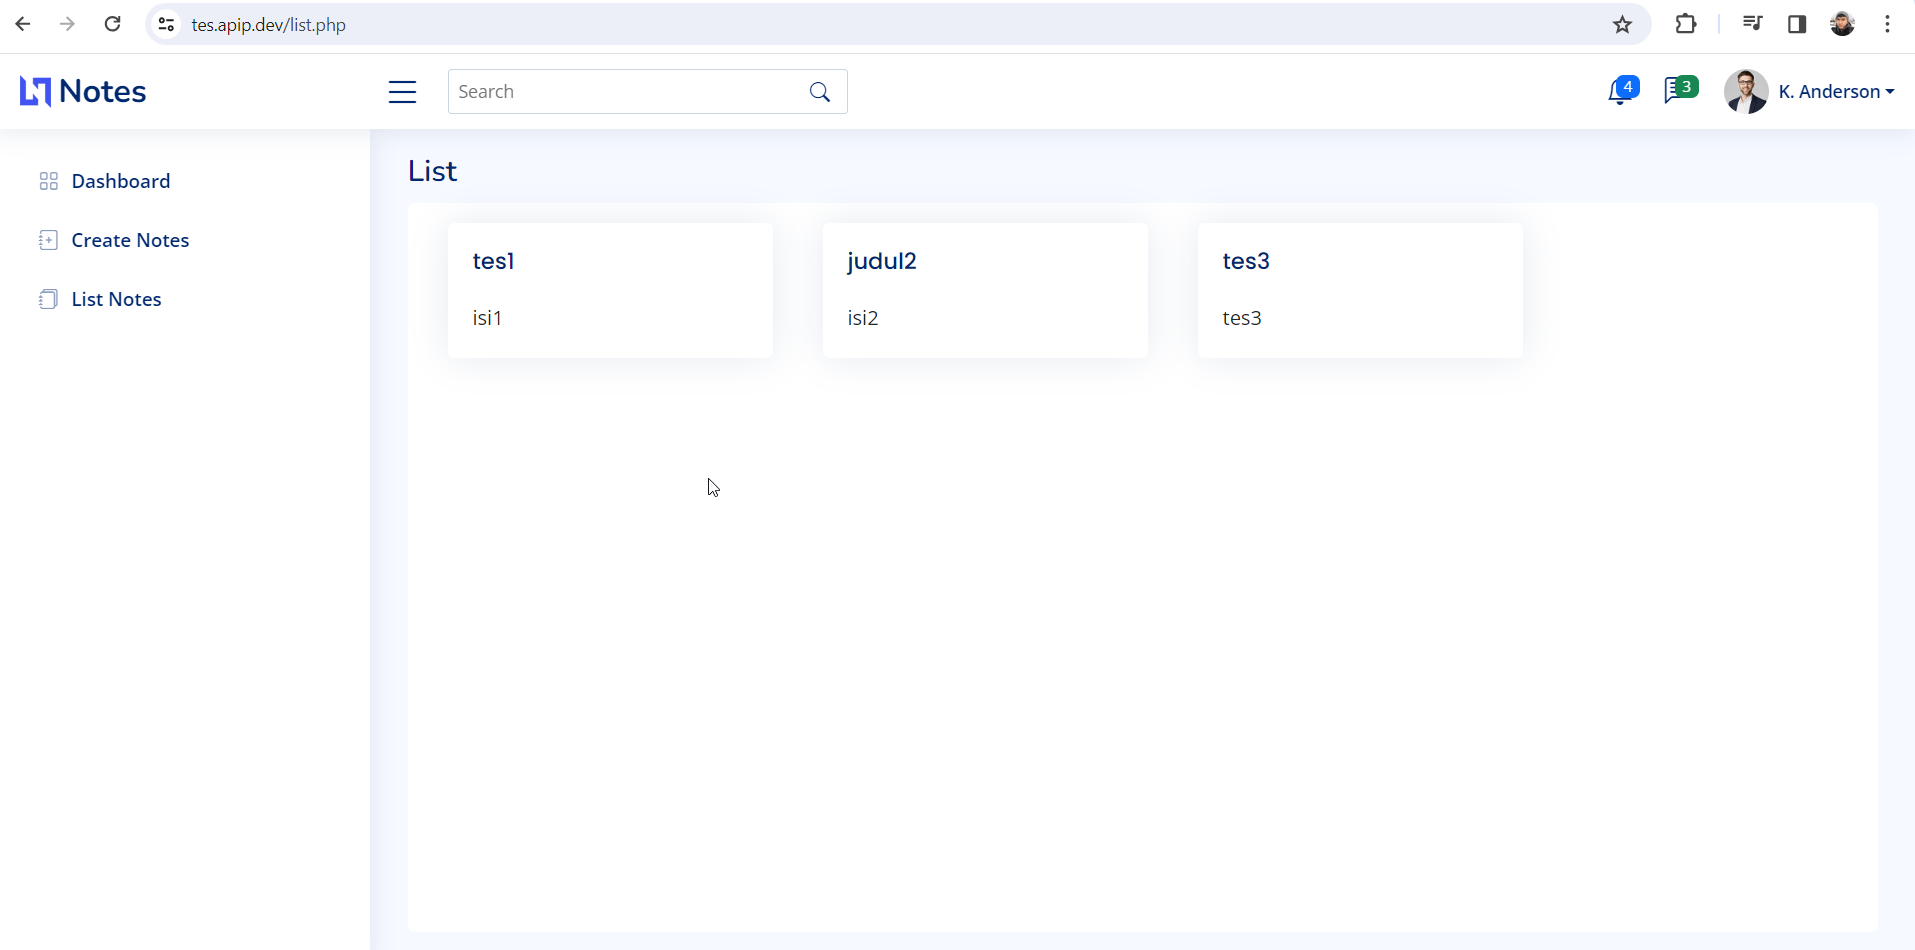 tes.apip.dev/list.php
Notes
Search
4
3
K. Anderson
Dashboard
Create Notes
List Notes
List
tes1
isi1
judul2
isi2
tes3
tes3